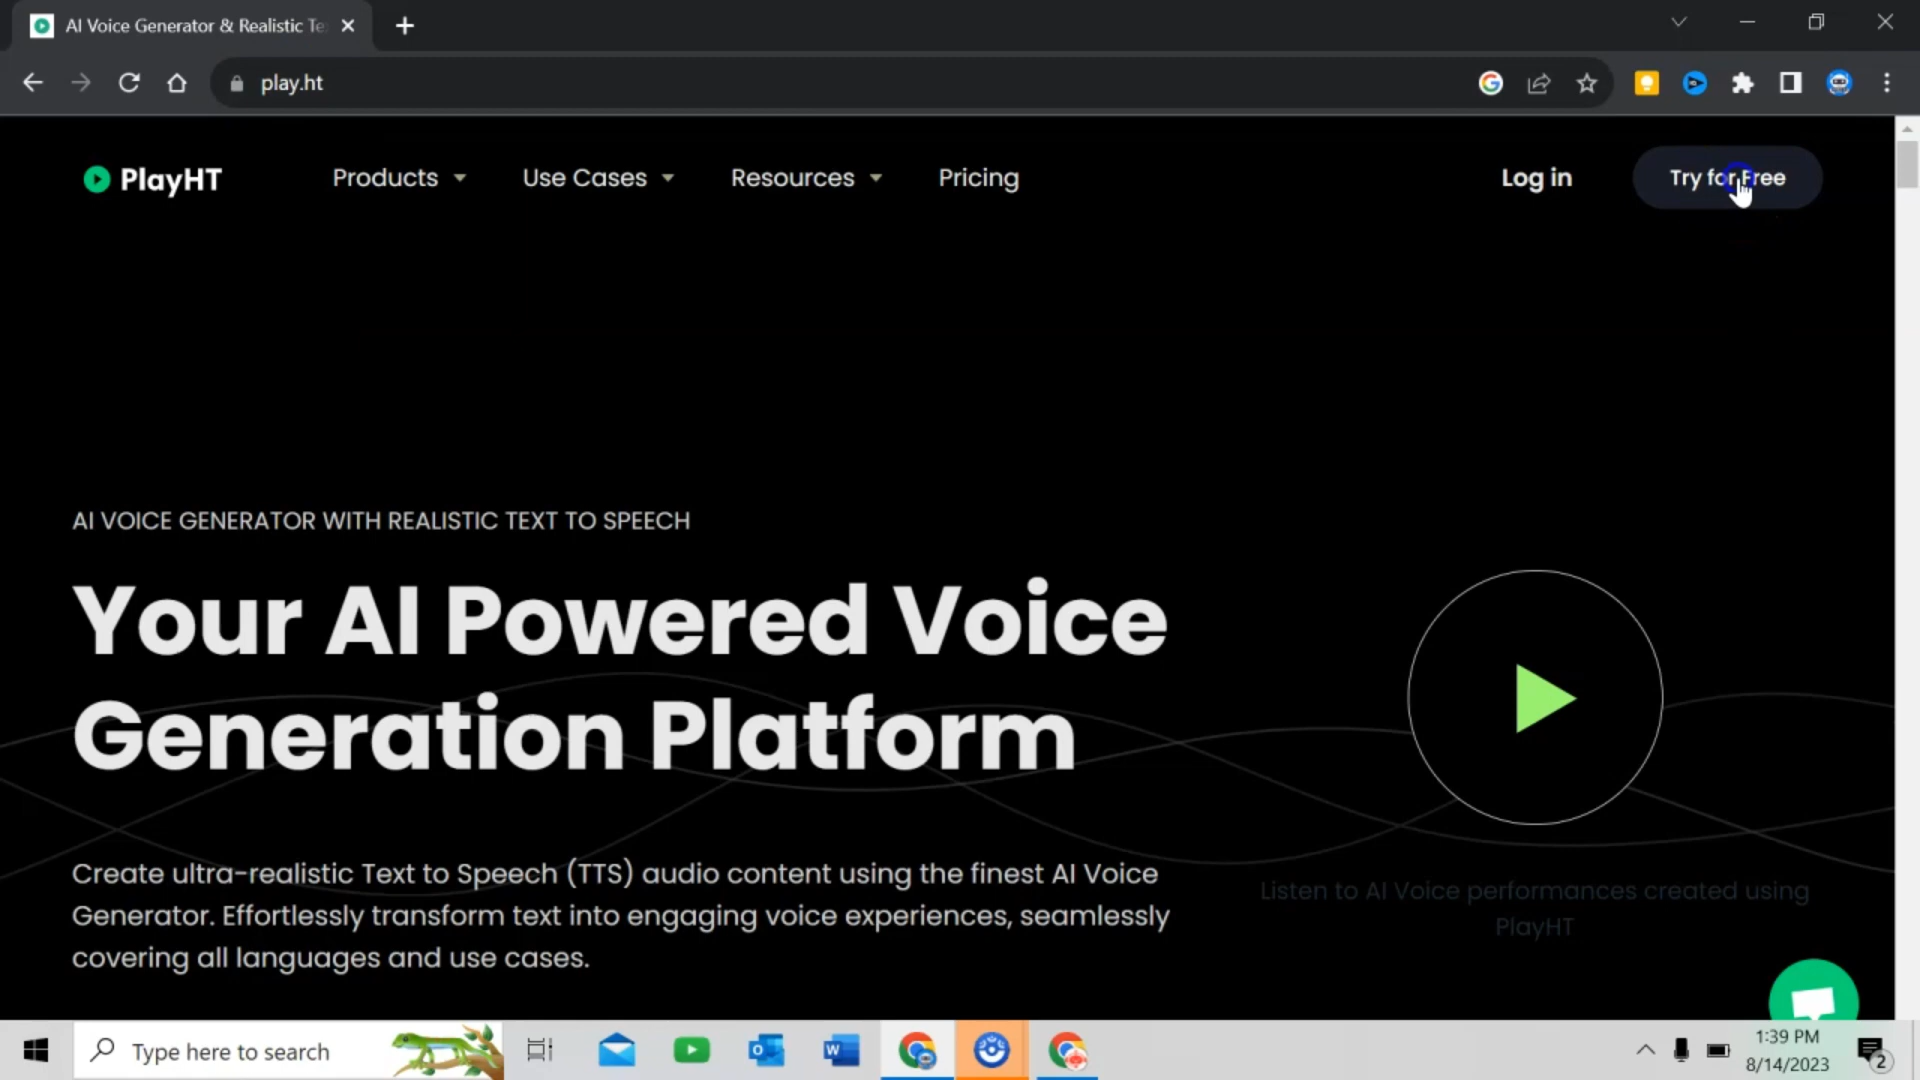 AI Voice Generator & Realistic Te
play.ht
PlayHT
Products
Use Cases
Resources
Pricing
Log in
Try for Free
AI VOICE GENERATOR WITH REALISTIC TEXT TO SPEECH
Your AI Powered Voice
Generation Platform
Create ultra-realistic Text to Speech (TTS) audio content using the finest AI Voice
Generator. Effortlessly transform text into engaging voice experiences, seamlessly
covering all languages and use cases.
Listen to AI Voice performances created using
PlayHT
Type here to search
1:39 PM
8/14/2023
2